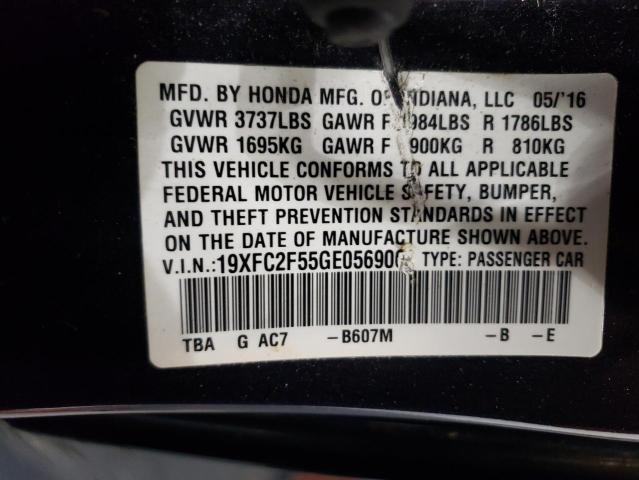 MFD. BY HONDA MFG. OF INDIANA, LLC 05/'16
GVWR 3737LBS GAWR F 1984LBS R 1786LBS
GVWR 1695KG GAWR F 900KG R 810KG
THIS VEHICLE CONFORMS TO ALL APPLICABLE
FEDERAL MOTOR VEHICLE SAFETY, BUMPER,
AND THEFT PREVENTION STANDARDS IN EFFECT
ON THE DATE OF MANUFACTURE SHOWN ABOVE.
V.I.N.: TYPE: PASSENGER CAR
TBA G AC7 -B607M -B -E